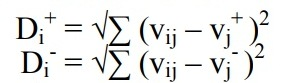 Dᵢ⁺ = √∑ (vᵢⱼ – vⱼ⁺)²
Dᵢ⁻ = √∑ (vᵢⱼ – vⱼ⁻)²